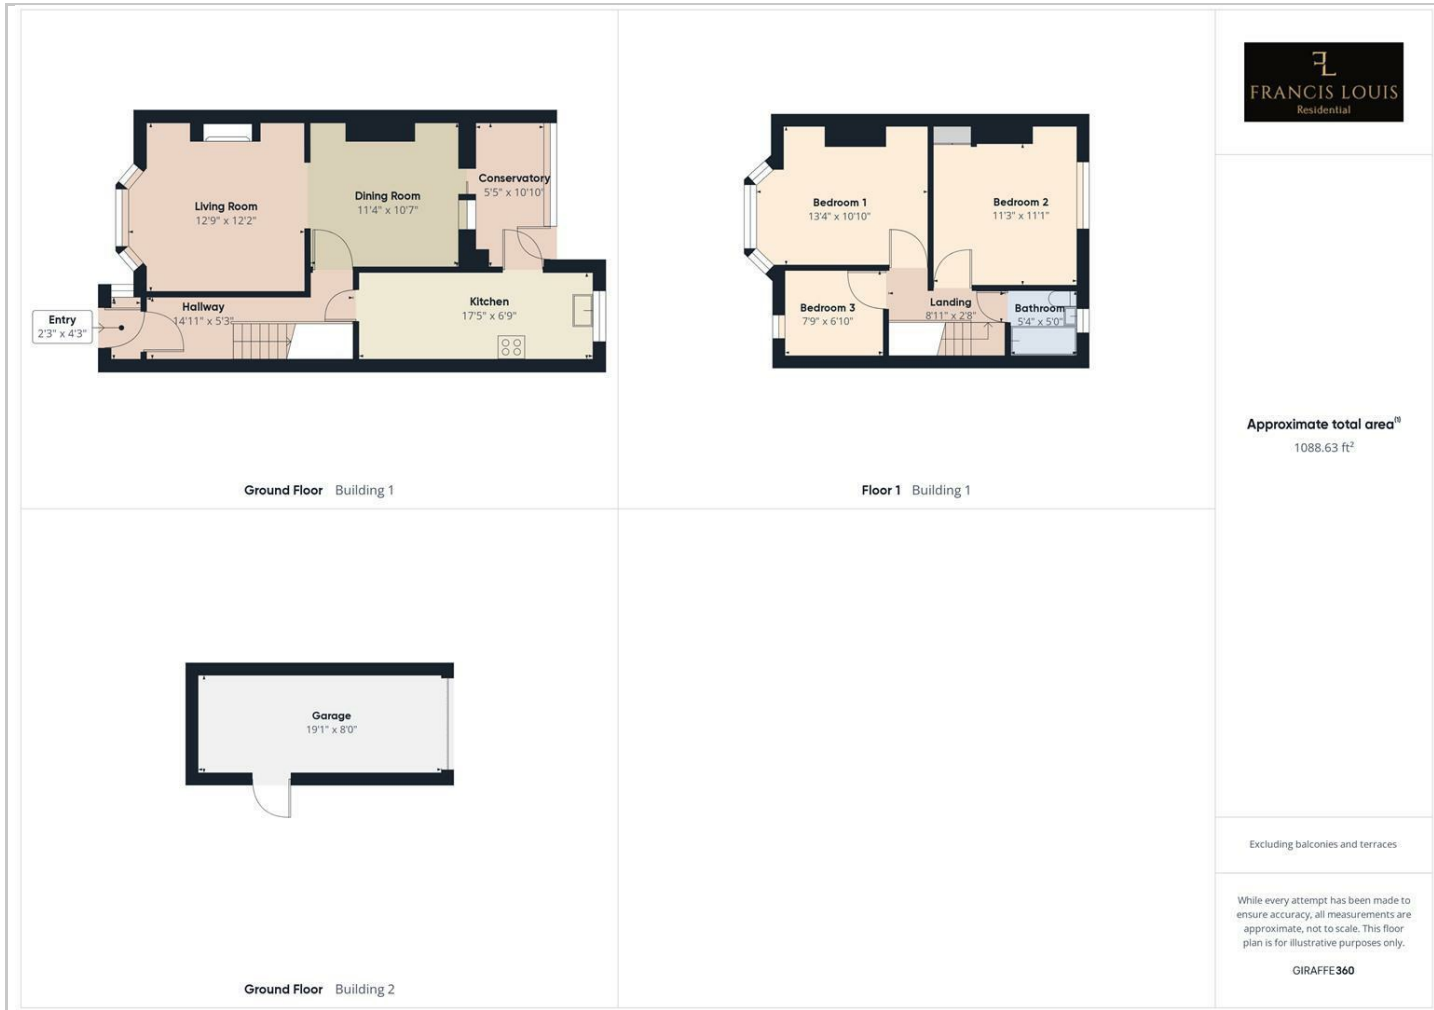 Living Room
12'9" x 12'2"
Dining Room
11'4" x 10'7"
Conservatory
5'5" x 10'10"
Hallway
14'11" x 5'3"
Entry
2'3" x 4'3"
Kitchen
17'5" x 6'9"
Ground Floor Building 1
Bedroom 1
13'4" x 10'10"
Bedroom 2
11'3" x 11'1"
Bedroom 3
7'9" x 6'10"
Landing
8'11" x 2'8"
Bathroom
5'4" x 5'0"
Floor 1 Building 1
Garage
19'1" x 8'0"
Ground Floor Building 2
FL
FRANCIS LOUIS
Residential
Approximate total area(1)
1088.63 ft²
Excluding balconies and terraces
While every attempt has been made to
ensure accuracy, all measurements are
approximate, not to scale. This floor
plan is for illustrative purposes only.
GIRAFFE360